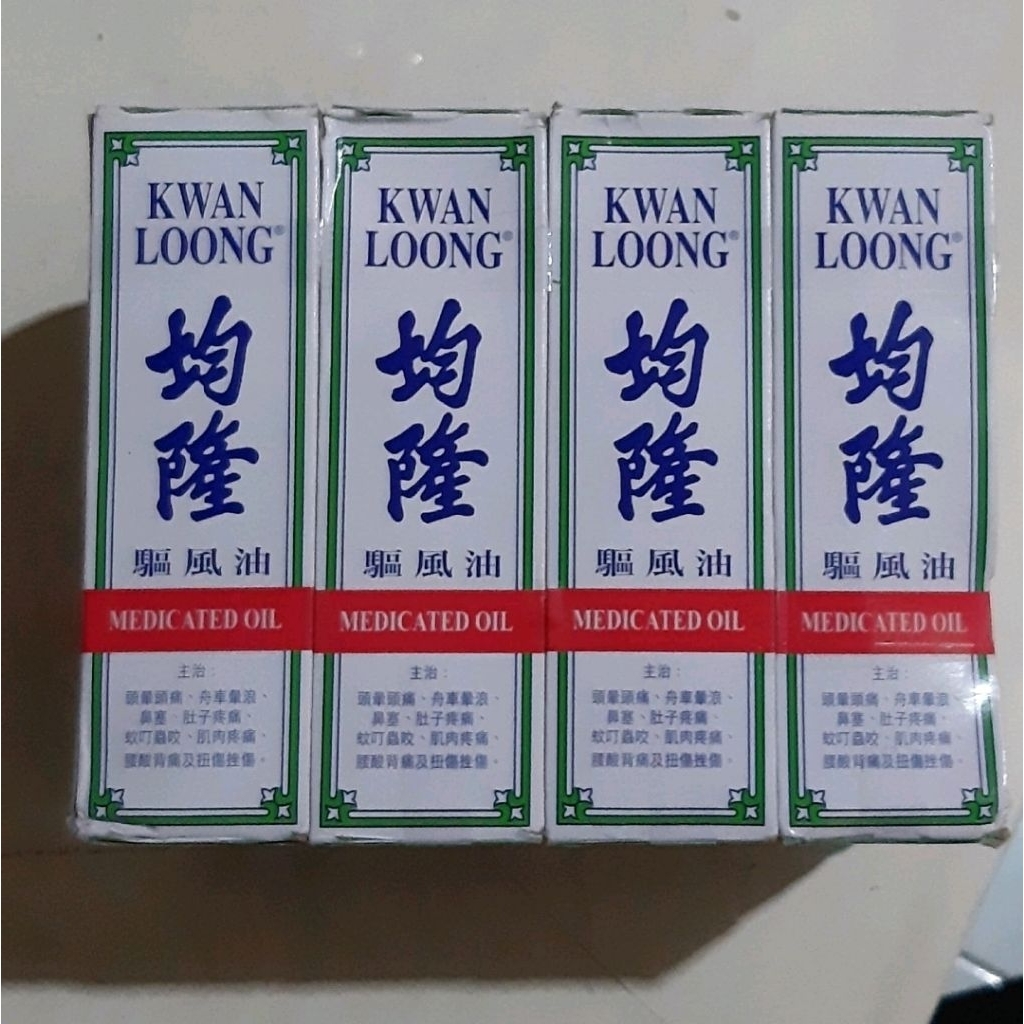 KWAN
LOONG®
均
隆
驅風油
MEDICATED OIL
主治：
頭暈頭痛、舟車暈浪、
鼻塞、肚子疼痛、
蚊叮蟲咬、肌肉疼痛、
腰酸背痛及扭傷挫傷。
KWAN
LOONG®
均
隆
驅風油
MEDICATED OIL
主治：
頭暈頭痛、舟車暈浪、
鼻塞、肚子疼痛、
蚊叮蟲咬、肌肉疼痛、
腰酸背痛及扭傷挫傷。
KWAN
LOONG®
均
隆
驅風油
MEDICATED OIL
主治：
頭暈頭痛、舟車暈浪、
鼻塞、肚子疼痛、
蚊叮蟲咬、肌肉疼痛、
腰酸背痛及扭傷挫傷。
KWAN
LOONG®
均
隆
驅風油
MEDICATED OIL
主治：
頭暈頭痛、舟車暈浪、
鼻塞、肚子疼痛、
蚊叮蟲咬、肌肉疼痛、
腰酸背痛及扭傷挫傷。